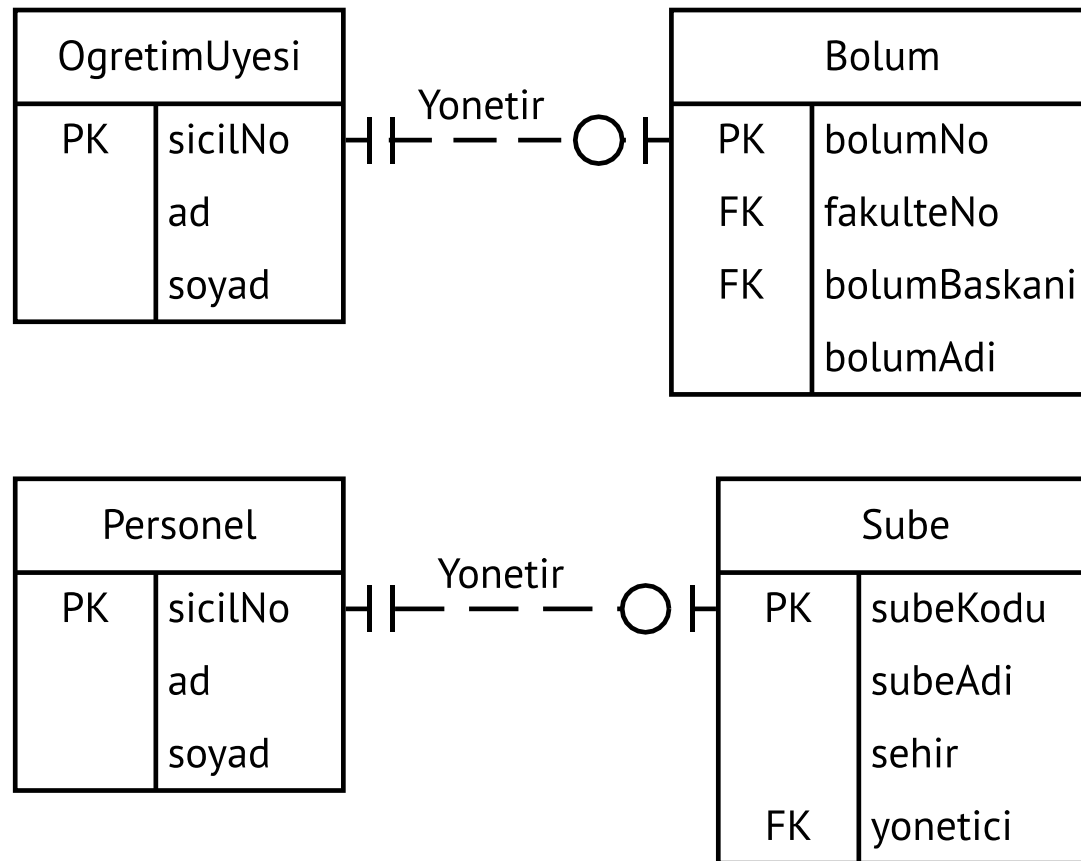 OgretimUyesi
PK sicilNo
ad
soyad
Yonetir
Bolum
PK bolumNo
FK fakulteNo
FK bolumBaskani
bolumAdi
Personel
PK sicilNo
ad
soyad
Yonetir
Sube
PK subeKodu
subeAdi
sehir
FK yonetici